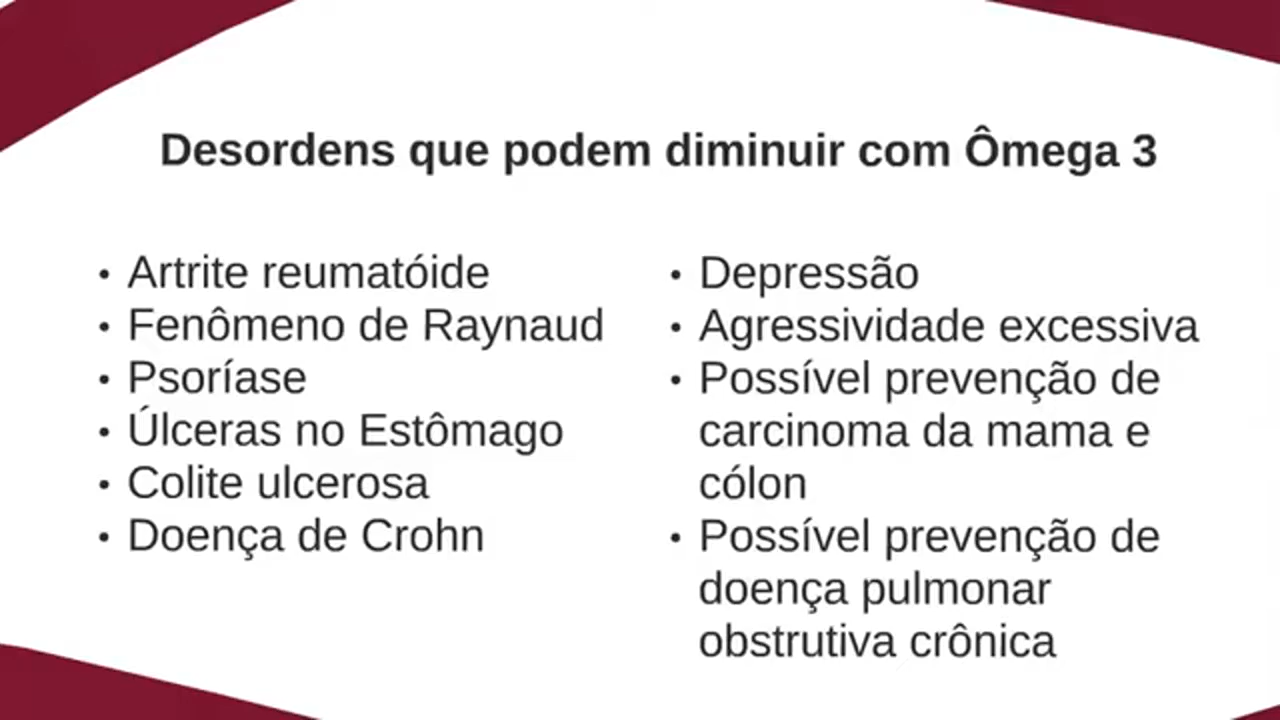 Desordens que podem diminuir com Ômega 3
• Artrite reumatóide
• Fenômeno de Raynaud
• Psoríase
• Úlceras no Estômago
• Colite ulcerosa
• Doença de Crohn
• Depressão
• Agressividade excessiva
• Possível prevenção de
carcinoma da mama e
cólon
• Possível prevenção de
doença pulmonar
obstrutiva crônica